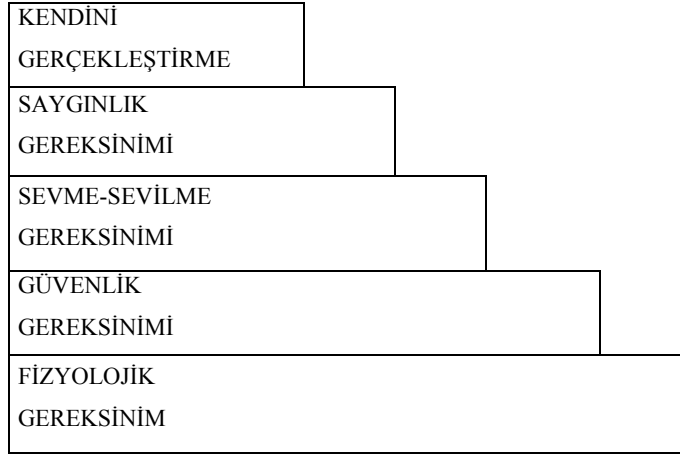 KENDİNİ
GERÇEKLEŞTİRME
SAYGINLIK
GEREKSİNİMİ
SEVME-SEVİLME
GEREKSİNİMİ
GÜVENLİK
GEREKSİNİMİ
FİZYOLOJİK
GEREKSİNİM